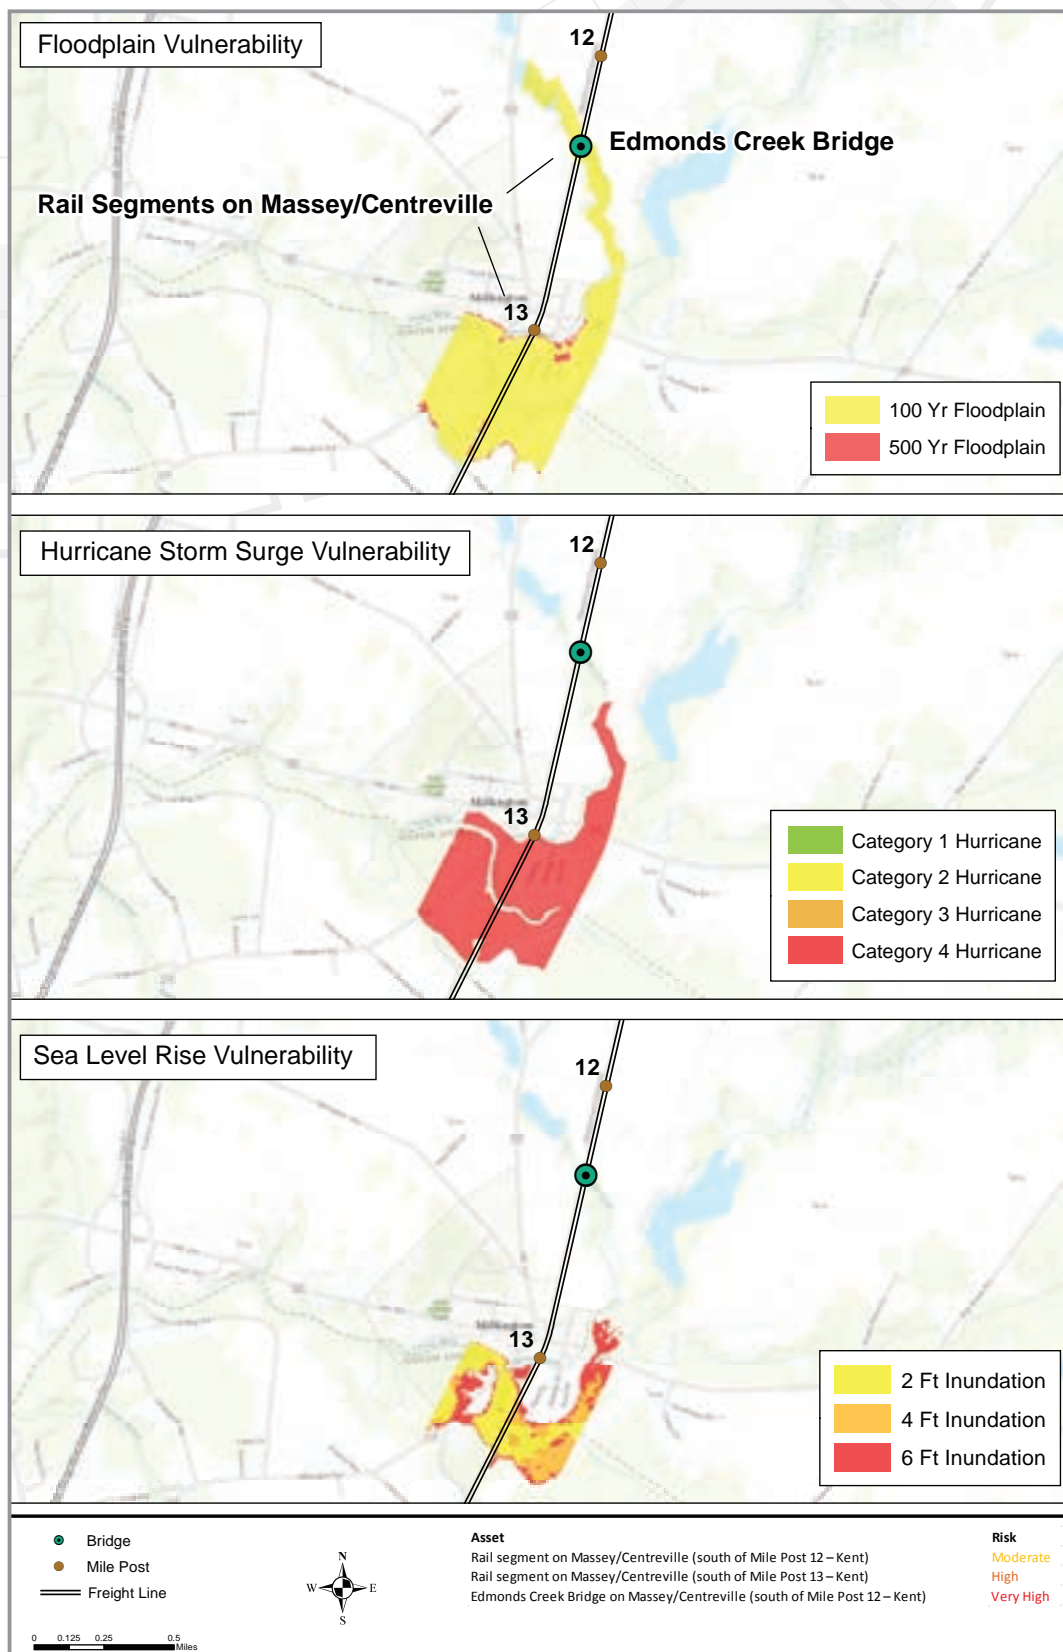 Floodplain Vulnerability
12
Edmonds Creek Bridge
Rail Segments on Massey/Centreville
Millington
13
100 Yr Floodplain
500 Yr Floodplain
Hurricane Storm Surge Vulnerability
12
Millington
13
Category 1 Hurricane
Category 2 Hurricane
Category 3 Hurricane
Category 4 Hurricane
Sea Level Rise Vulnerability
12
13
2 Ft Inundation
4 Ft Inundation
6 Ft Inundation
Bridge
Mile Post
Freight Line
N
W E
S
0 0.125 0.25 0.5
Miles
Asset Risk
Rail segment on Massey/Centreville (south of Mile Post 12 – Kent) Moderate
Rail segment on Massey/Centreville (south of Mile Post 13 – Kent) High
Edmonds Creek Bridge on Massey/Centreville (south of Mile Post 12 – Kent) Very High